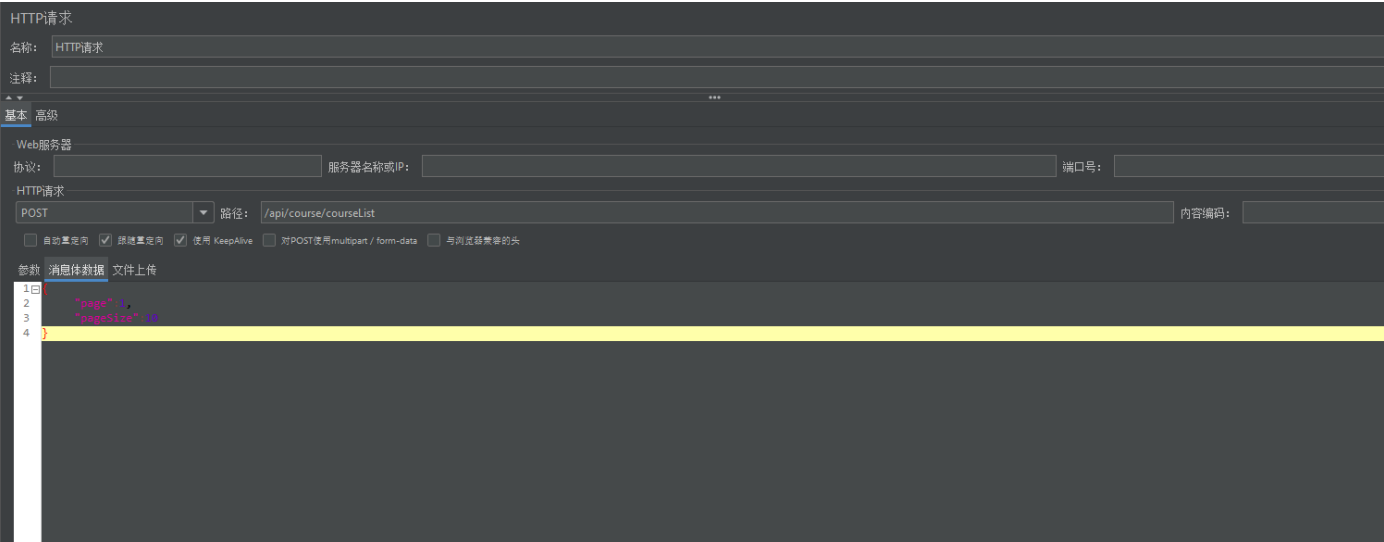 HTTP请求
名称： HTTP请求
注释：
基本 高级
Web服务器
协议： 服务器名称或IP： 端口号：
HTTP请求
POST 路径： /api/course/courseList 内容编码：
自动重定向 跟随重定向 使用 KeepAlive 对POST使用multipart / form-data 与浏览器兼容的头
参数 消息体数据 文件上传
1 {
2 "page":1,
3 "pageSize":10
4 }